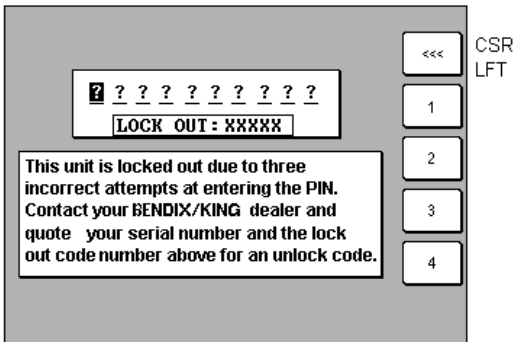 <<<
CSR
LFT
? ? ? ? ? ? ? ? ? ?
LOCK OUT: XXXXX
1
This unit is locked out due to three
incorrect attempts at entering the PIN.
Contact your BENDIX/KING dealer and
quote your serial number and the lock
out code number above for an unlock code.
2
3
4